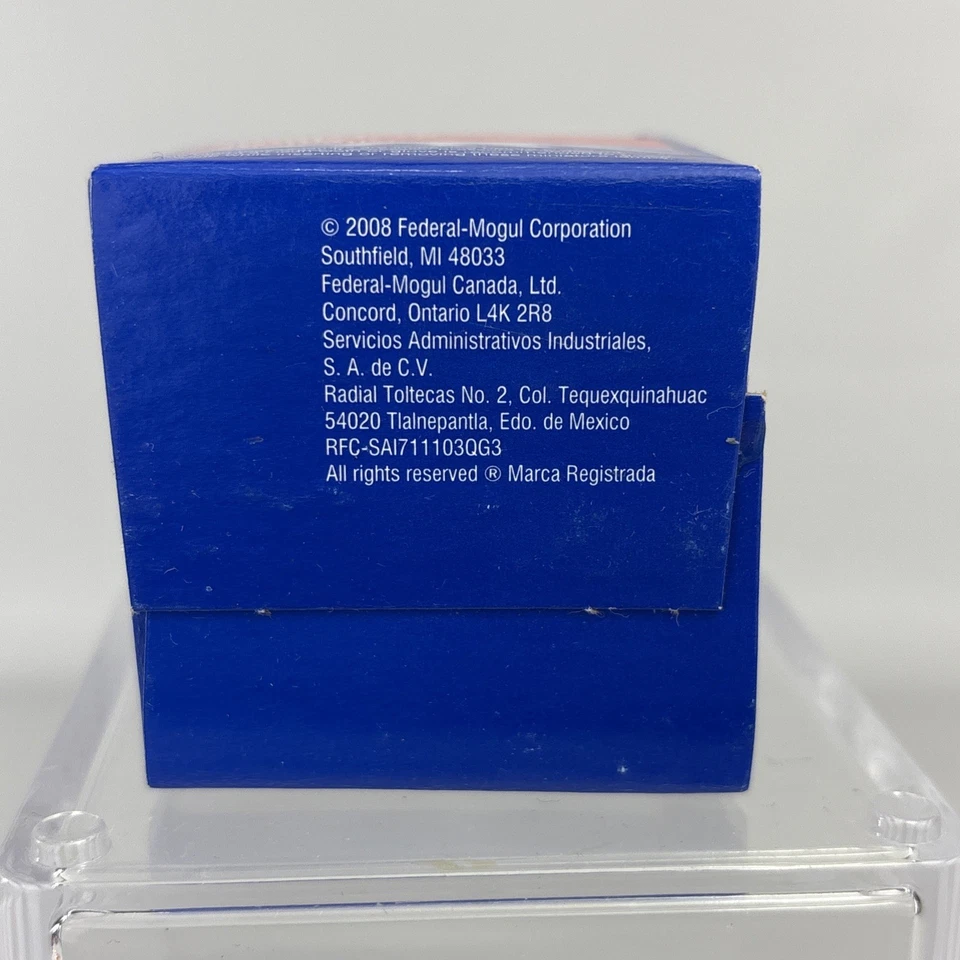 © 2008 Federal-Mogul Corporation
Southfield, MI 48033
Federal-Mogul Canada, Ltd.
Concord, Ontario L4K 2R8
Servicios Administrativos Industriales,
S. A. de C.V.
Radial Toltecas No. 2, Col. Tequexquinahuac
54020 Tlalnepantla, Edo. de Mexico
RFC-SAI711103QG3
All rights reserved ® Marca Registrada